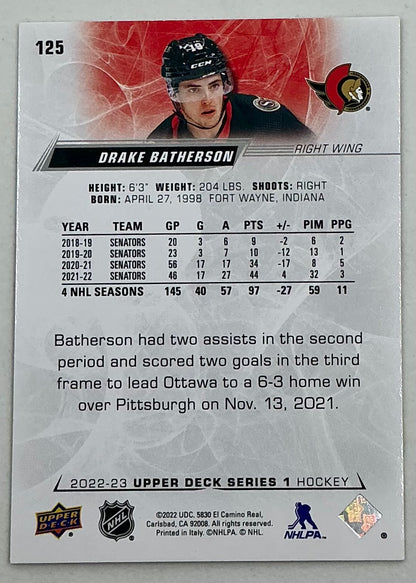 125
19
CCM
DRAKE BATHERSON
RIGHT WING
HEIGHT: 6'3" WEIGHT: 204 LBS. SHOOTS: RIGHT
BORN: APRIL 27, 1998 FORT WAYNE, INDIANA
YEAR TEAM GP G A PTS +/- PIM PPG
2018-19 SENATORS 20 3 6 9 -2 6 2
2019-20 SENATORS 23 3 7 10 -12 13 1
2020-21 SENATORS 56 17 17 34 -17 8 5
2021-22 SENATORS 46 17 27 44 4 32 3
4 NHL SEASONS 145 40 57 97 -27 59 11
Batherson had two assists in the second
period and scored two goals in the third
frame to lead Ottawa to a 6-3 home win
over Pittsburgh on Nov. 13, 2021.
2022-23 UPPER DECK SERIES 1 HOCKEY
UPPER DECK
NHL
©2022 UDC. 5830 El Camino Real,
Carlsbad, CA 92008. All rights reserved.
Printed in Italy. ©NHLPA. © NHL.
NHLPA